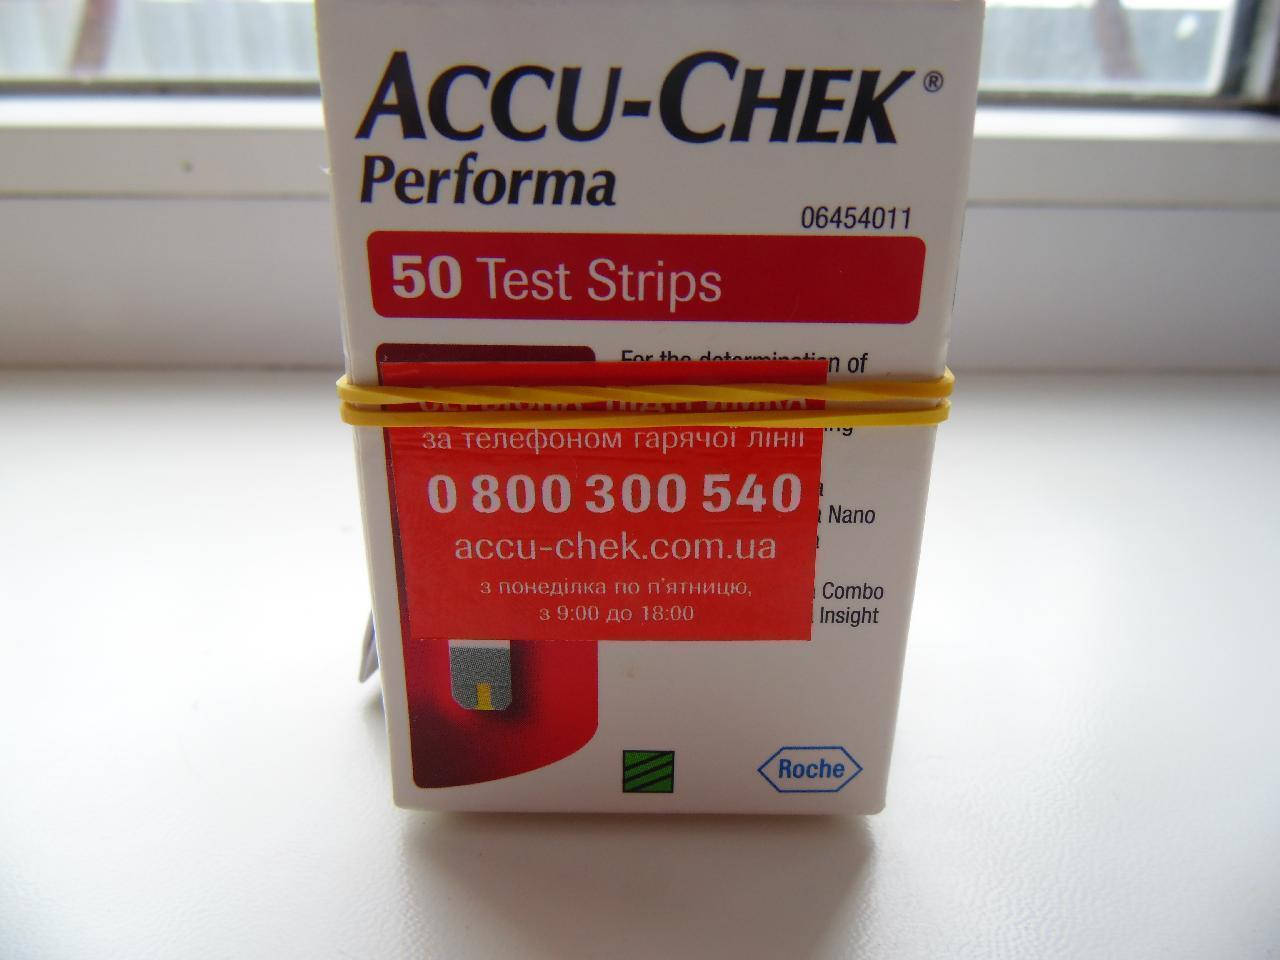 ACCU-CHEK®
Performa
06454011
50 Test Strips
For the determination of
за телефоном гарячої лінії
0 800 300 540
Nano
accu-chek.com.ua
з понеділка по п'ятницю,
Combo
з 9:00 до 18:00
Insight
Roche